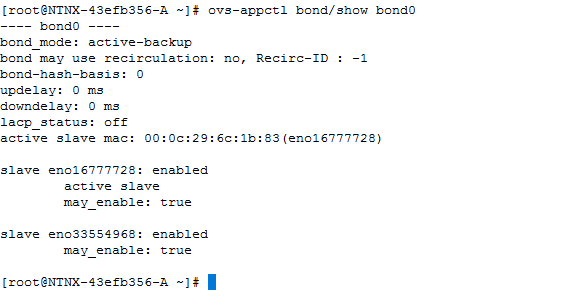 [root@NTNX-43efb356-A ~]# ovs-appctl bond/show bond0
---- bond0 ----
bond_mode: active-backup
bond may use recirculation: no, Recirc-ID : -1
bond-hash-basis: 0
updelay: 0 ms
downdelay: 0 ms
lacp_status: off
active slave mac: 00:0c:29:6c:1b:83(eno16777728)
slave eno16777728: enabled
active slave
may_enable: true
slave eno33554968: enabled
may_enable: true
[root@NTNX-43efb356-A ~]#